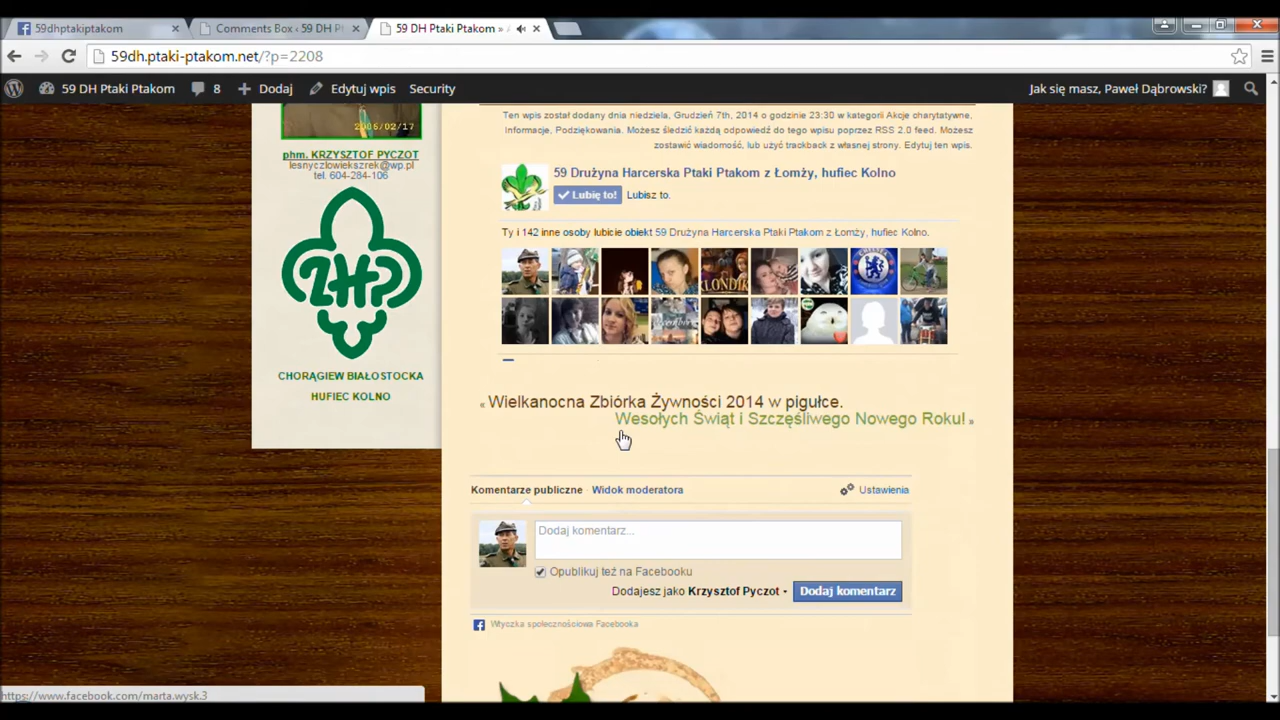 59dhptakiptakom
Comments Box ‹ 59 DH Pt
59 DH Ptaki Ptakom »
59dh.ptaki-ptakom.net/?p=2208
59 DH Ptaki Ptakom 8 Dodaj Edytuj wpis Security Jak się masz, Paweł Dąbrowski?
2005/02/17
phm. KRZYSZTOF PYCZOT
lesnyczlowiekszrek@wp.pl
tel. 604-284-106
ZHP
CHORĄGIEW BIAŁOSTOCKA
HUFIEC KOLNO
Ten wpis został dodany dnia niedziela, Grudzień 7th, 2014 o godzinie 23:30 w kategorii Akcje charytatywne,
Informacje, Podziękowania. Możesz śledzić każdą odpowiedź do tego wpisu poprzez RSS 2.0 feed. Mozesz
zostawić wiadomość, lub użyć trackback z własnej strony. Edytuj ten wpis.
59 Drużyna Harcerska Ptaki Ptakom z Łomży, hufiec Kolno
Lubię to! Lubisz to.
Ty i 142 inne osoby lubicie obiekt 59 Drużyna Harcerska Ptaki Ptakom z Łomży, hufiec Kolno.
KLONDIK
CHELSEA
« Wielkanocna Zbiórka Żywności 2014 w pigułce.
Wesołych Świąt i Szczęśliwego Nowego Roku! »
Komentarze publiczne Widok moderatora Ustawienia
Dodaj komentarz...
Opublikuj też na Facebooku
Dodajesz jako Krzysztof Pyczot Dodaj komentarz
Wtyczka społecznościowa Facebooka
https://www.facebook.com/marta.wysk.3